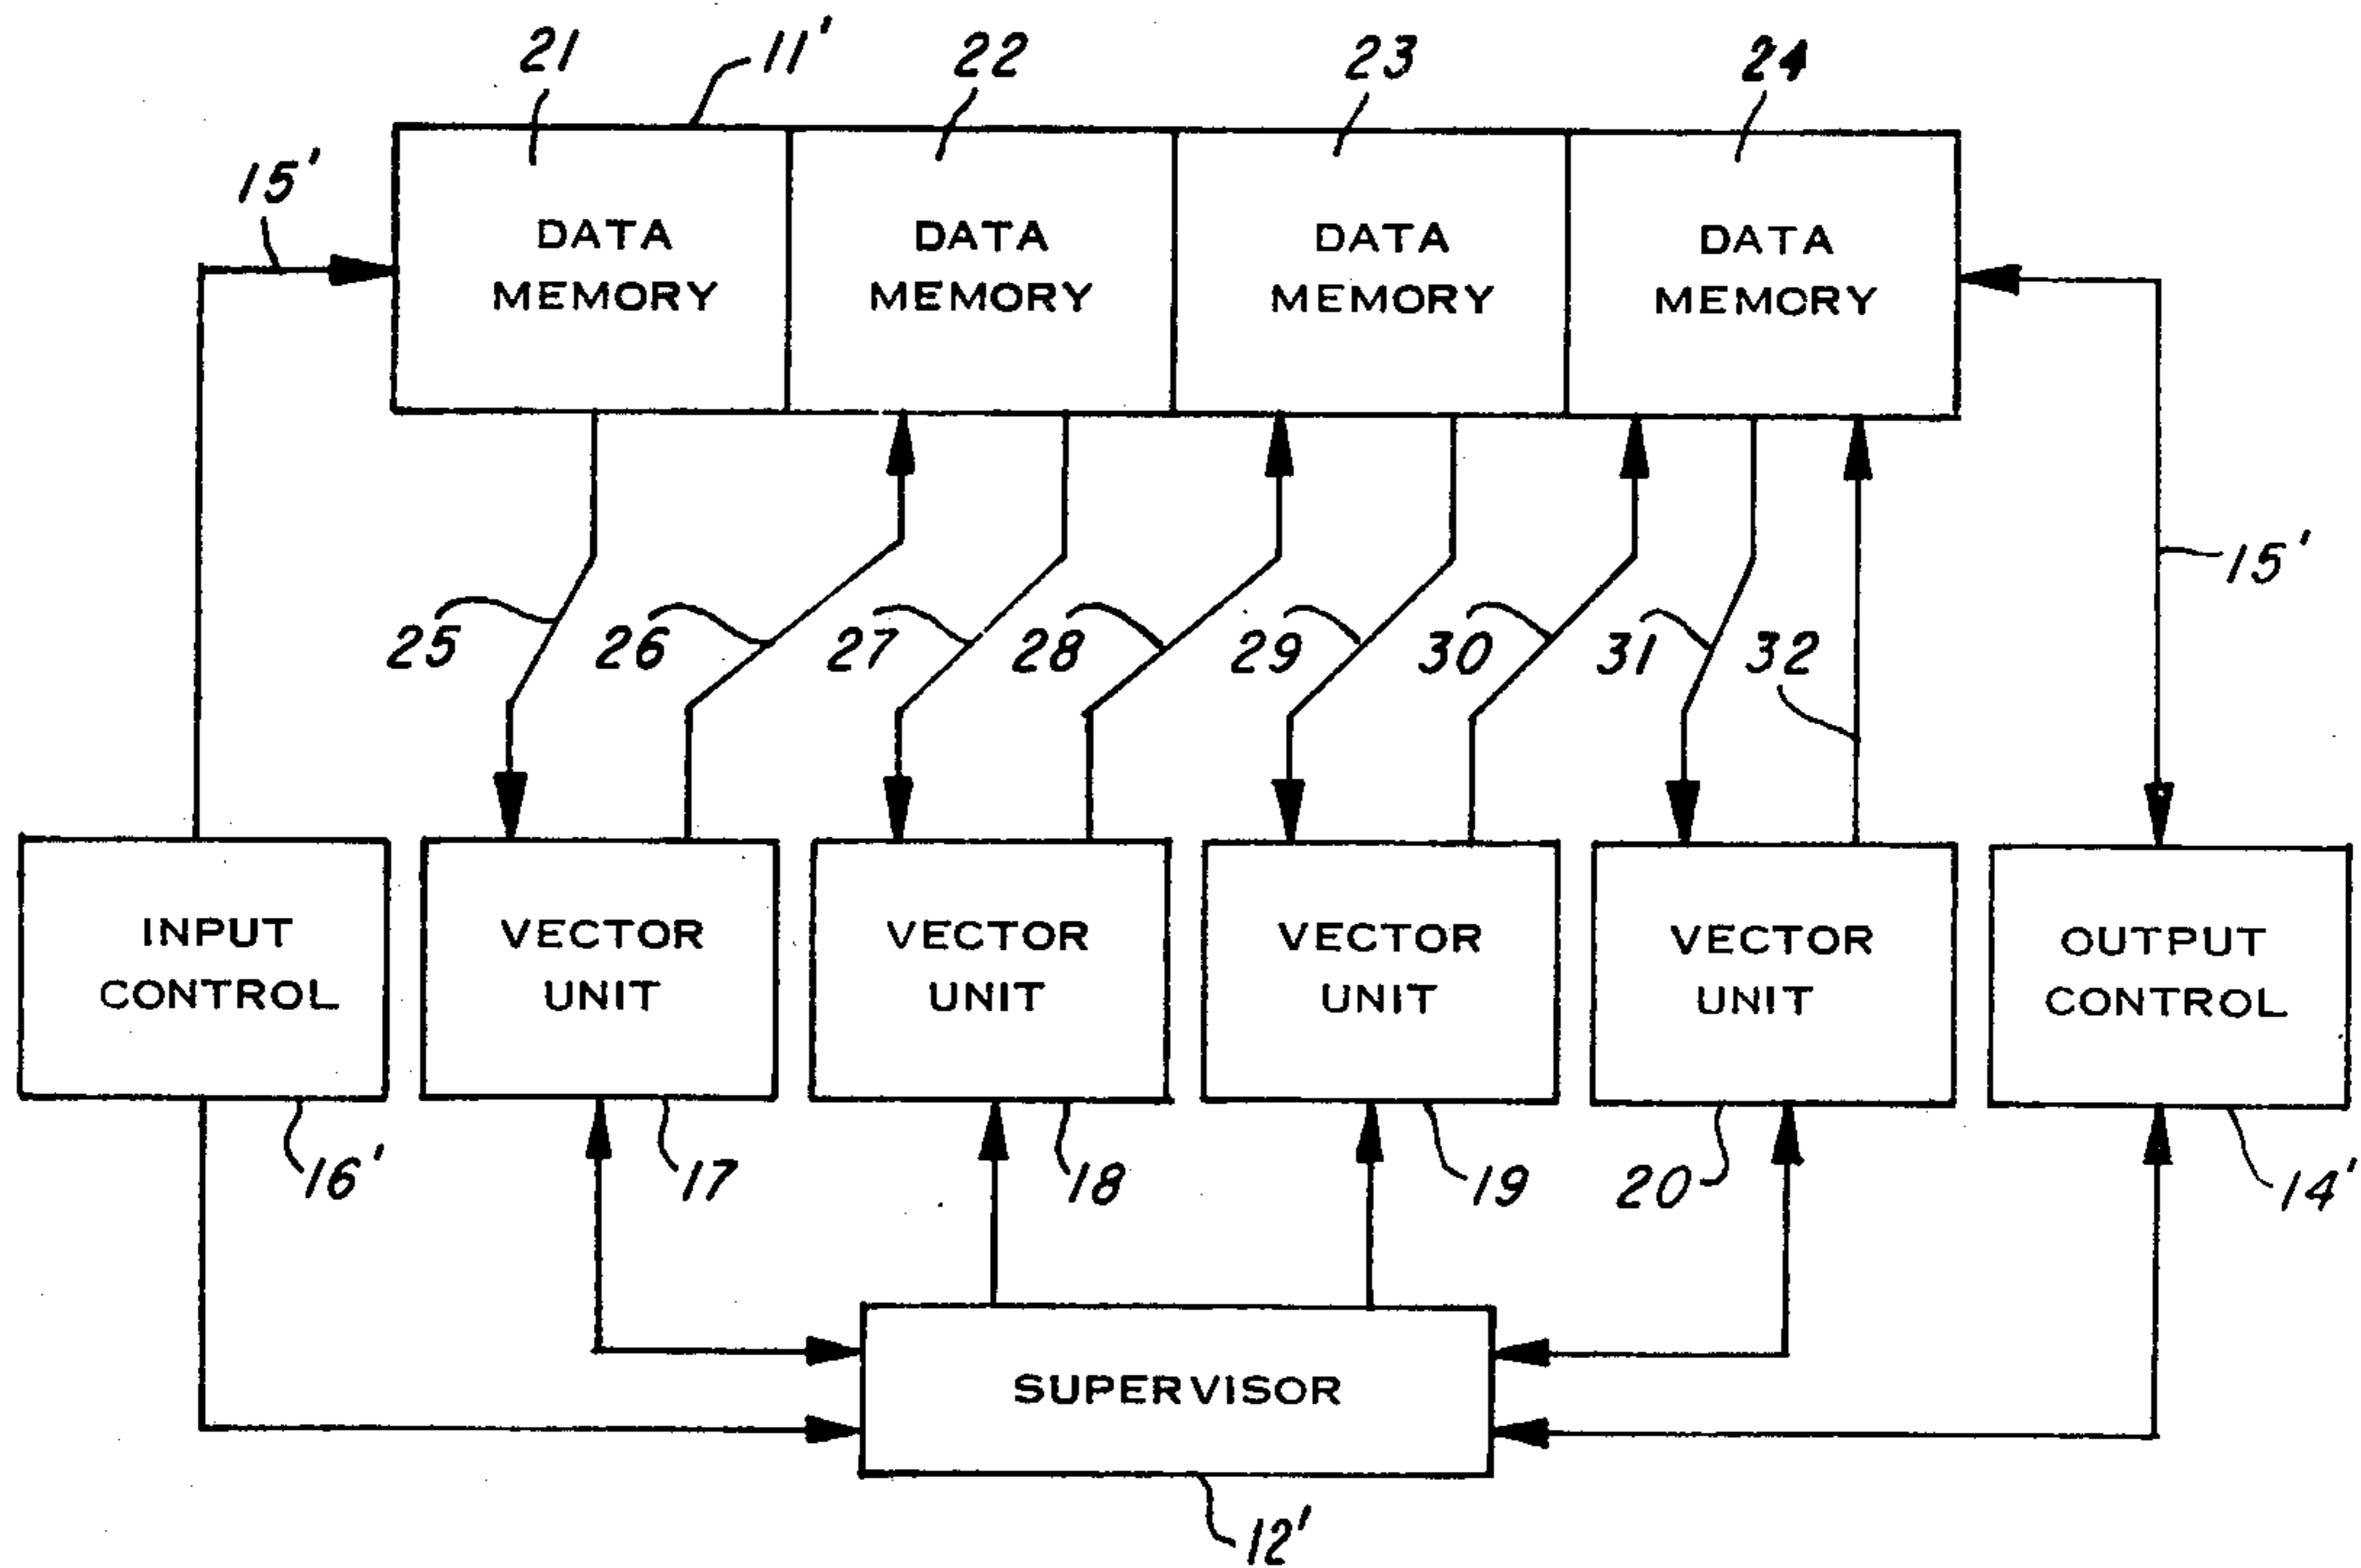 21
11'
22
23
24
15'
DATA
MEMORY
DATA
MEMORY
DATA
MEMORY
DATA
MEMORY
15'
25
26
27
28
29
30
31
32
INPUT
CONTROL
VECTOR
UNIT
VECTOR
UNIT
VECTOR
UNIT
VECTOR
UNIT
OUTPUT
CONTROL
16'
17
18
19
20
14'
SUPERVISOR
12'